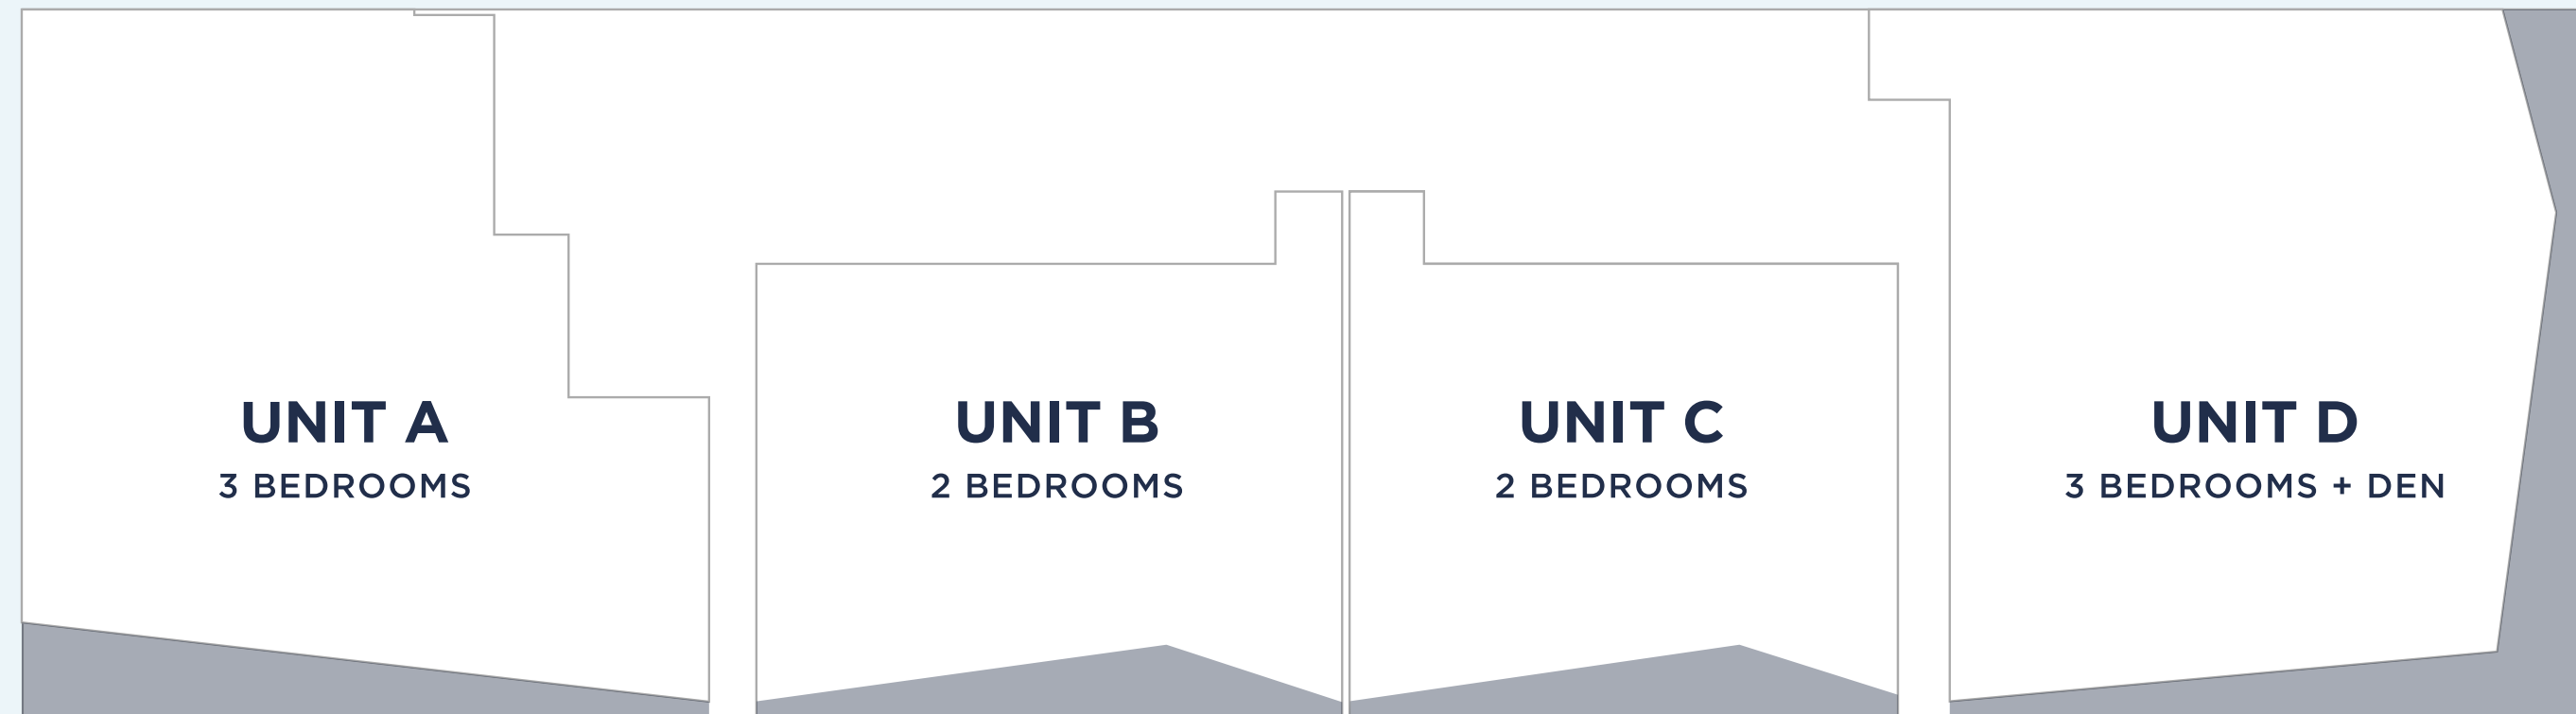 UNIT A
3 BEDROOMS
UNIT B
2 BEDROOMS
UNIT C
2 BEDROOMS
UNIT D
3 BEDROOMS + DEN